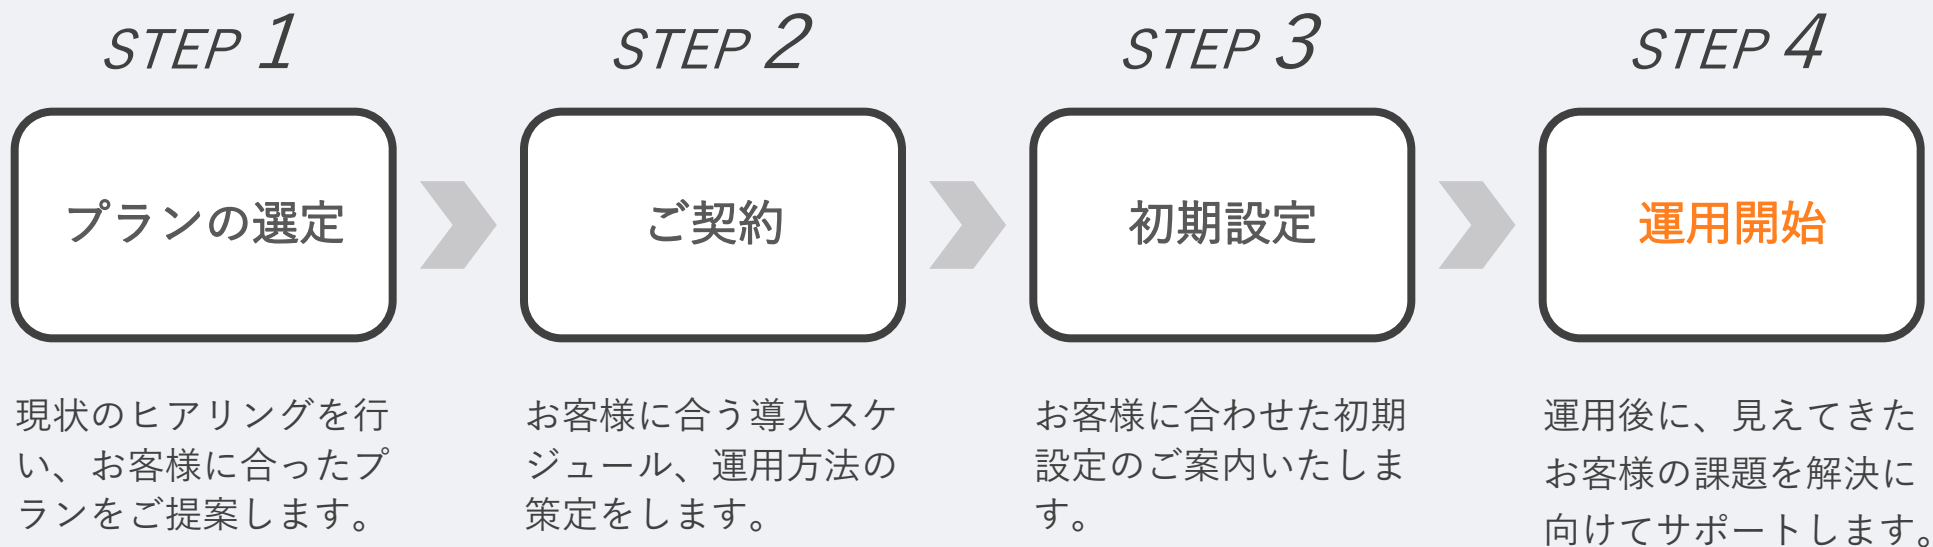 STEP 1
プランの選定
現状のヒアリングを行
い、お客様に合ったプ
ランをご提案します。
STEP 2
ご契約
お客様に合う導入スケ
ジュール、運用方法の
策定をします。
STEP 3
初期設定
お客様に合わせた初期
設定のご案内いたしま
す。
STEP 4
運用開始
運用後に、見えてきた
お客様の課題を解決に
向けてサポートします。